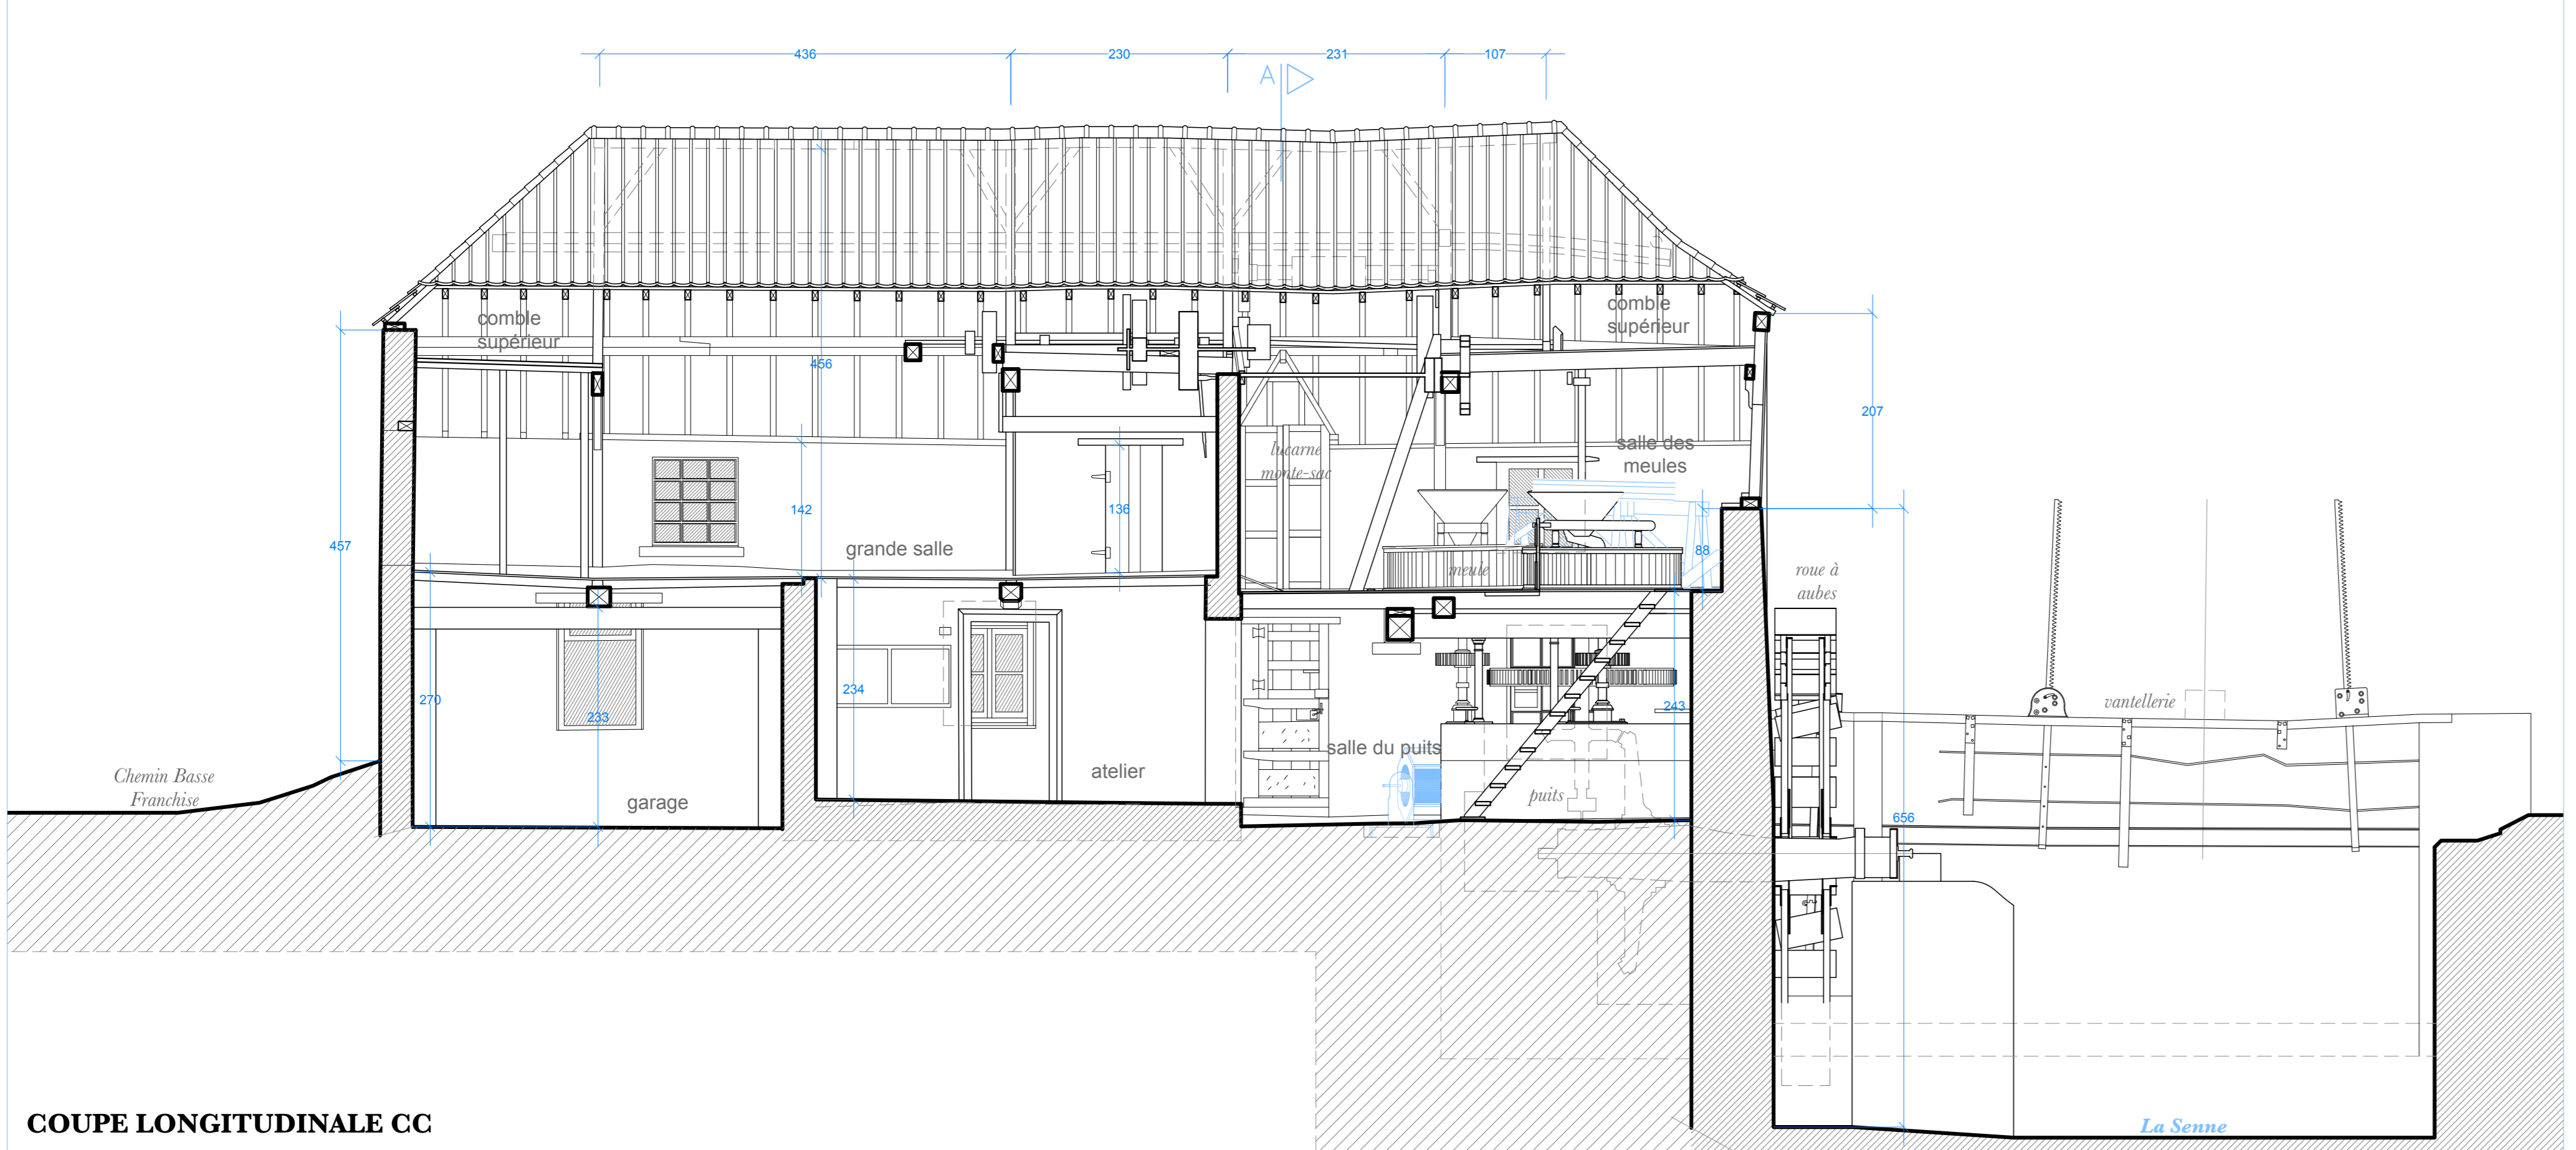 436
230
231
107
A
comble
supérieur
comble
supérieur
456
207
salle des
meules
lucarne
monte-sac
142
136
457
grande salle
88
meule
roue à
aubes
270
233
234
243
vantellerie
salle du puits
atelier
Chemin Basse
Franchise
garage
puits
656
COUPE LONGITUDINALE CC
La Senne